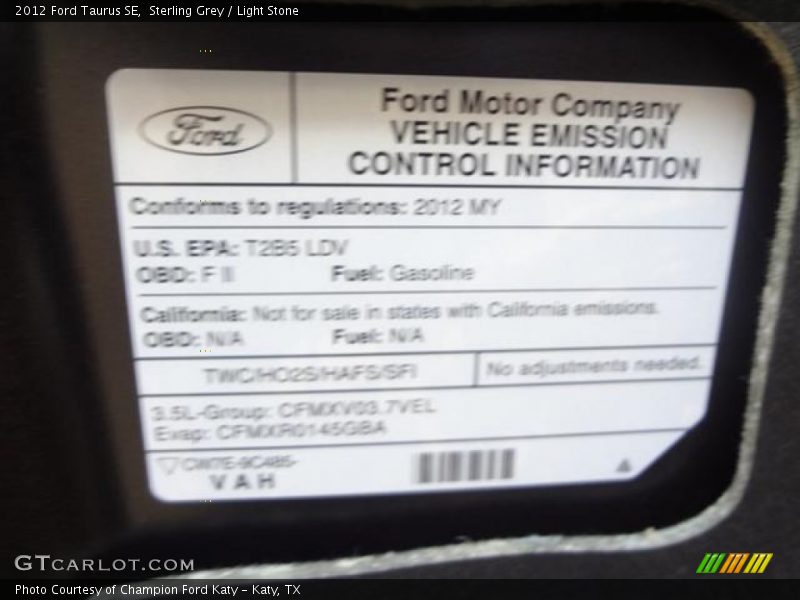 2012 Ford Taurus SE, Sterling Grey / Light Stone
Ford
Ford Motor Company
VEHICLE EMISSION
CONTROL INFORMATION
Conforms to regulations: 2012 MY
U.S. EPA: T2B5 LDV
OBD: F II Fuel: Gasoline
California: Not for sale in states with California emissions.
OBD: N/A Fuel: N/A
TWC/HO2S/HAFS/SFI No adjustments needed.
3.5L-Group: CFMXV03.7VEL
Evap: CFMXR0145GBA
CW7E-9C485-
VAH
GTCARLOT.COM
Photo Courtesy of Champion Ford Katy - Katy, TX